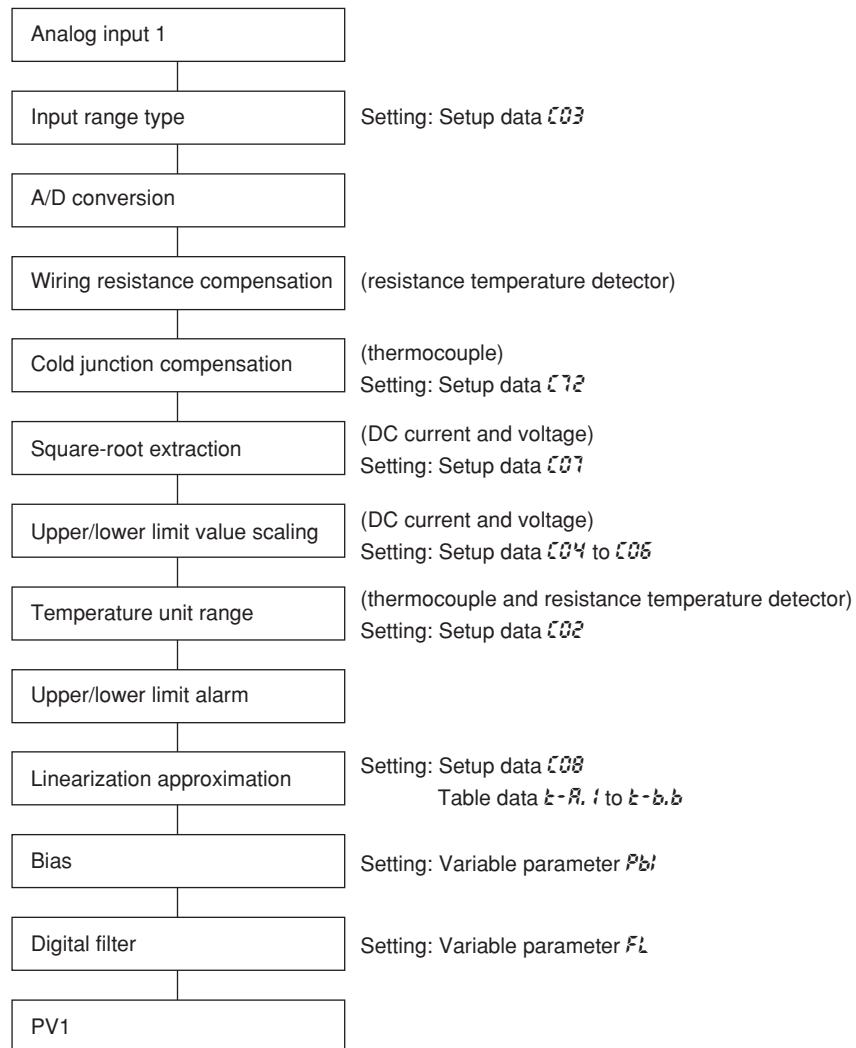 Analog input 1
Input range type
Setting: Setup data C03
A/D conversion
Wiring resistance compensation
(resistance temperature detector)
Cold junction compensation
(thermocouple)
Setting: Setup data C72
Square-root extraction
(DC current and voltage)
Setting: Setup data C07
Upper/lower limit value scaling
(DC current and voltage)
Setting: Setup data C04 to C06
Temperature unit range
(thermocouple and resistance temperature detector)
Setting: Setup data C02
Upper/lower limit alarm
Linearization approximation
Setting: Setup data C08
Table data t-A.1 to t-b.b
Bias
Setting: Variable parameter Pb1
Digital filter
Setting: Variable parameter FL
PV1